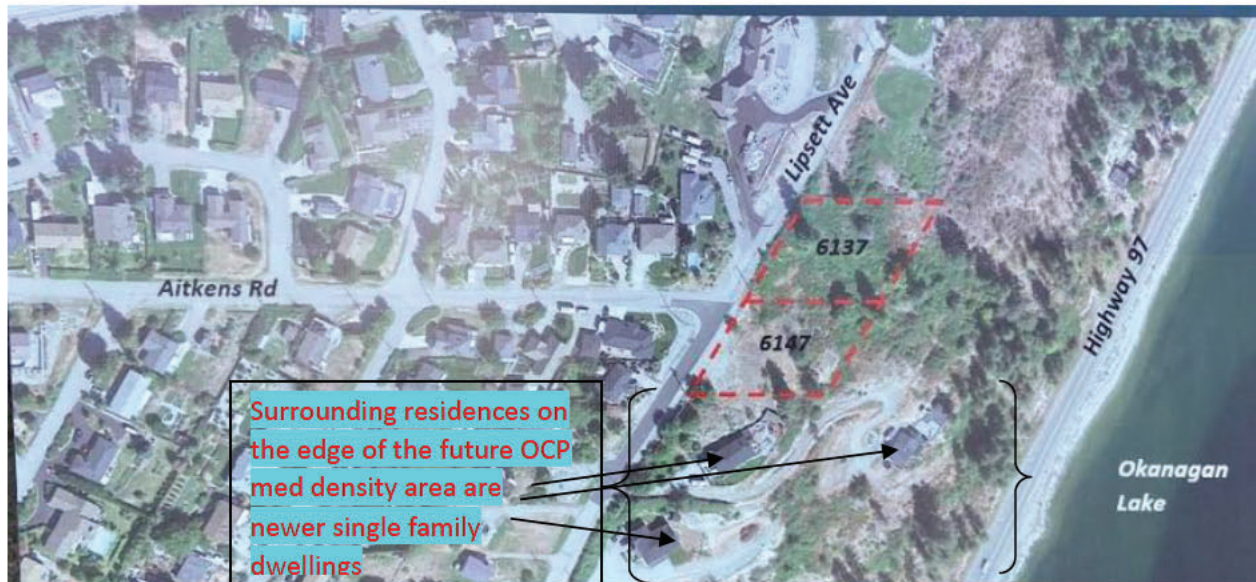 Lipsett Ave
6137
Highway 97
Aitkens Rd
6147
Surrounding residences on
the edge of the future OCP
med density area are
newer single family
dwellings
Okanagan
Lake